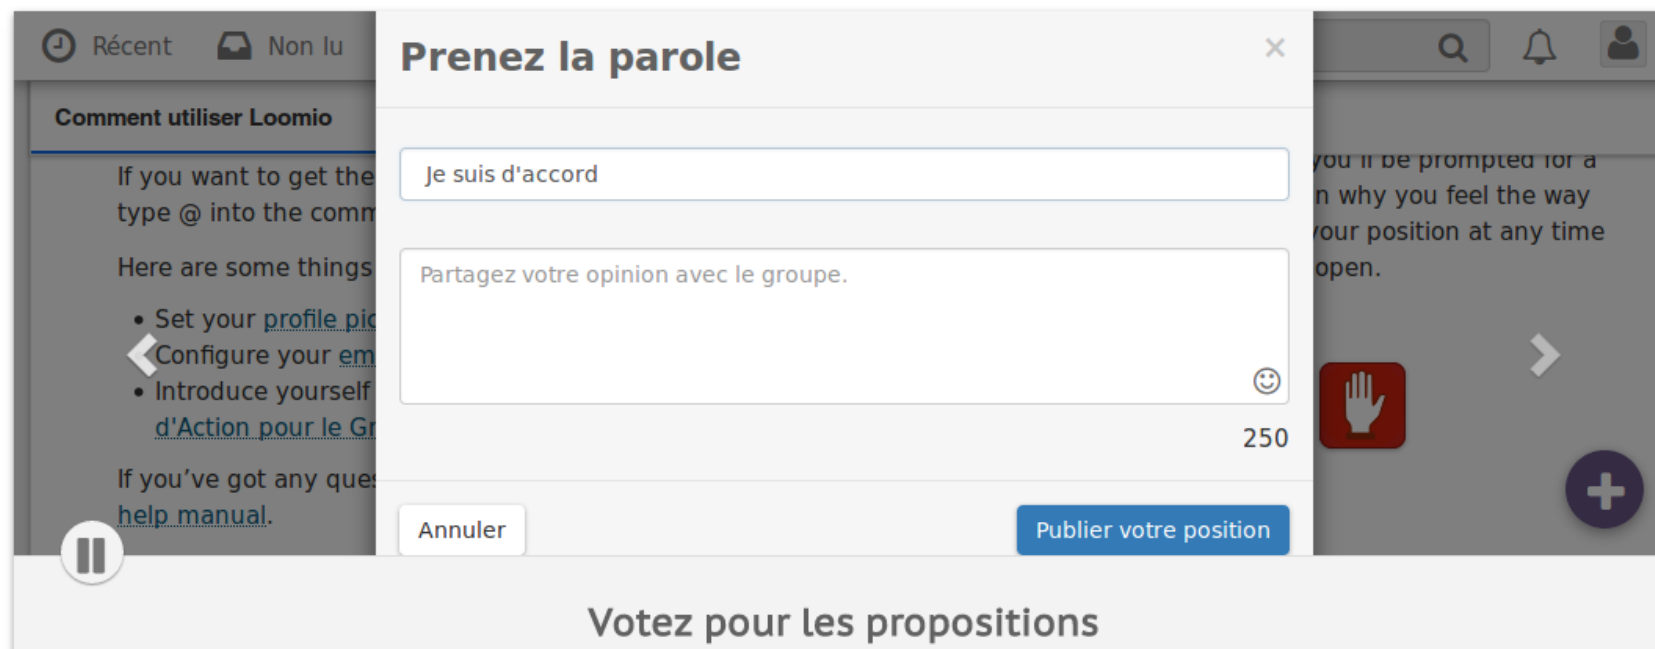 Récent Non lu
Prenez la parole ×
Comment utiliser Loomio
Je suis d'accord
If you want to get the
type @ into the comm
Here are some things
• Set your profile pic
Configure your em
• Introduce yourself
d'Action pour le Gr
If you've got any ques
help manual.
Partagez votre opinion avec le groupe.
250
Annuler Publier votre position
you'll be prompted for a
n why you feel the way
your position at any time
open.
Votez pour les propositions